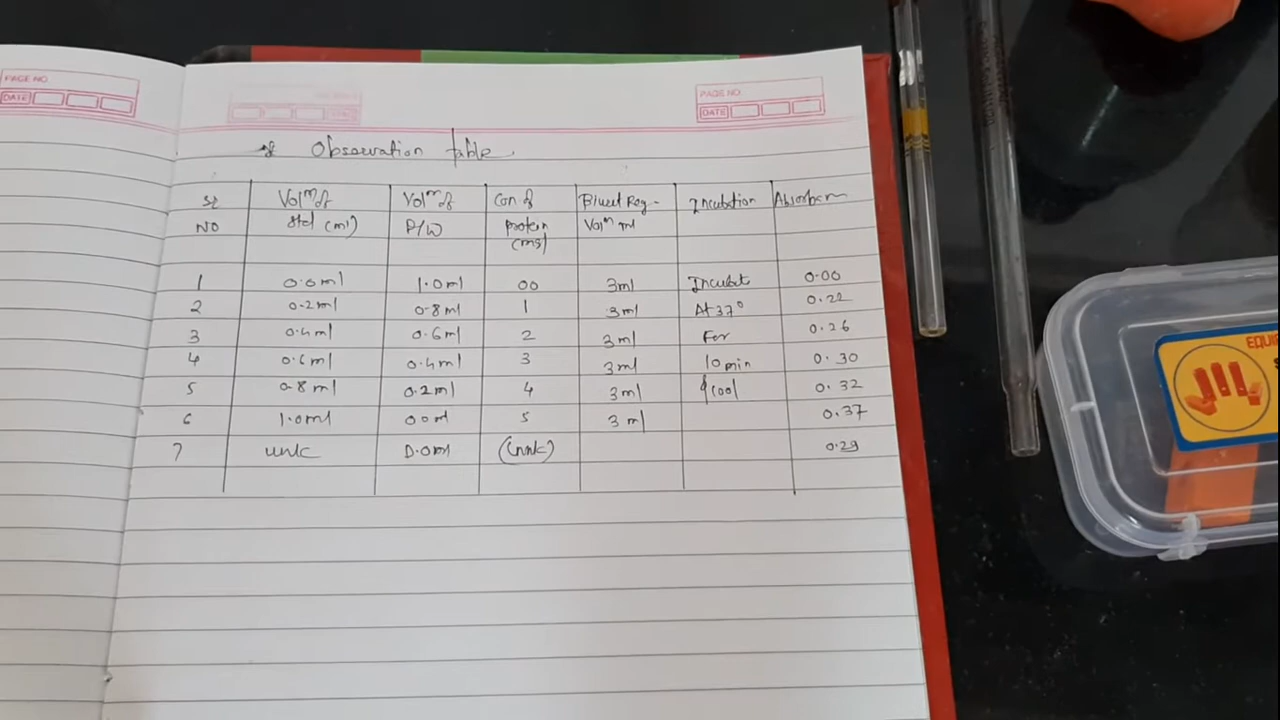 PAGE NO
DATE
PAGE NO.
DATE
Observation table
Sr Volm of Volm of Con of Biuret Reg- Incubation Absorban
NO std (ml) D/W protein Volm ml
(mg)
1 0.0ml 1.0ml 00 3ml Incubat 0.00
2 0.2ml 0.8ml 1 3ml At 37° 0.22
3 0.4ml 0.6ml 2 3ml For 0.26
4 0.6ml 0.4ml 3 3ml 10 min 0.30
5 0.8ml 0.2ml 4 3ml & cool 0.32
6 1.0ml 0.0ml 5 3ml 0.37
7 unk 0.0ml (unk) 0.29
EQUIP